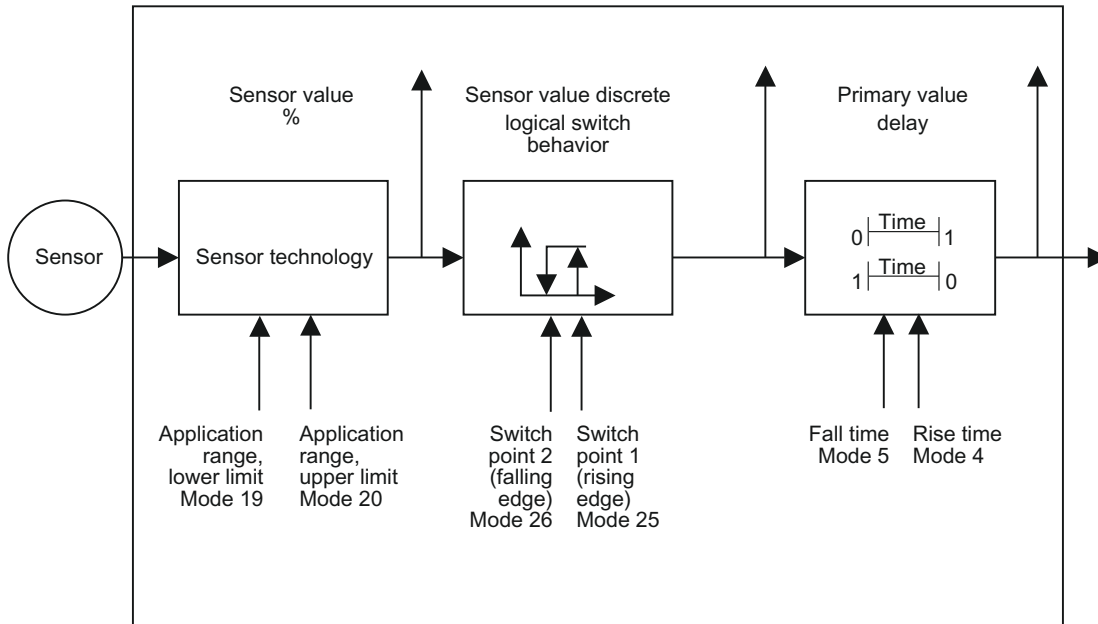 Sensor value
%
Sensor value discrete
logical switch
behavior
Primary value
delay
Sensor
Sensor technology
0 Time 1
1 Time 0
Application
range,
lower limit
Mode 19
Application
range,
upper limit
Mode 20
Switch
point 2
(falling
edge)
Mode 26
Switch
point 1
(rising
edge)
Mode 25
Fall time
Mode 5
Rise time
Mode 4